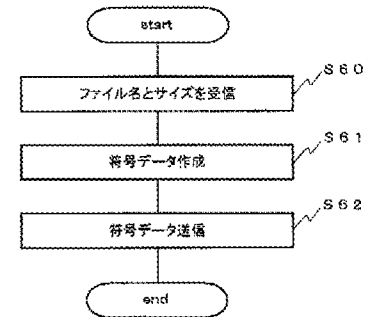 start
S60
ファイル名とサイズを受信
S61
符号データ作成
S62
符号データ送信
end